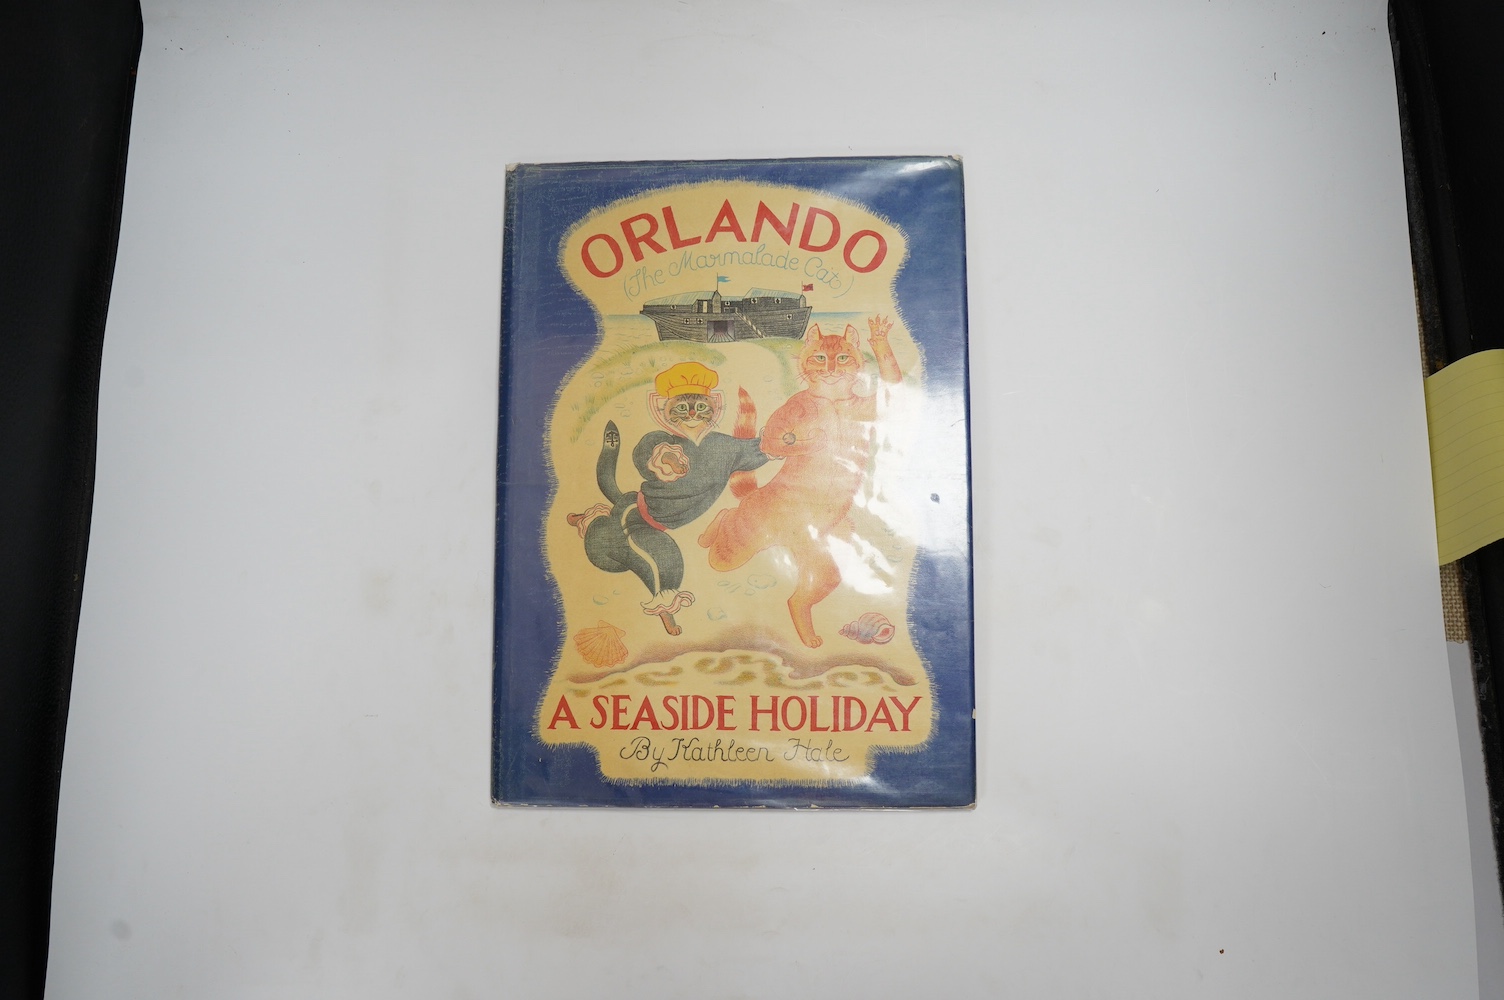 ORLANDO
(The Marmalade Cat)
A SEASIDE HOLIDAY
By Kathleen Hale